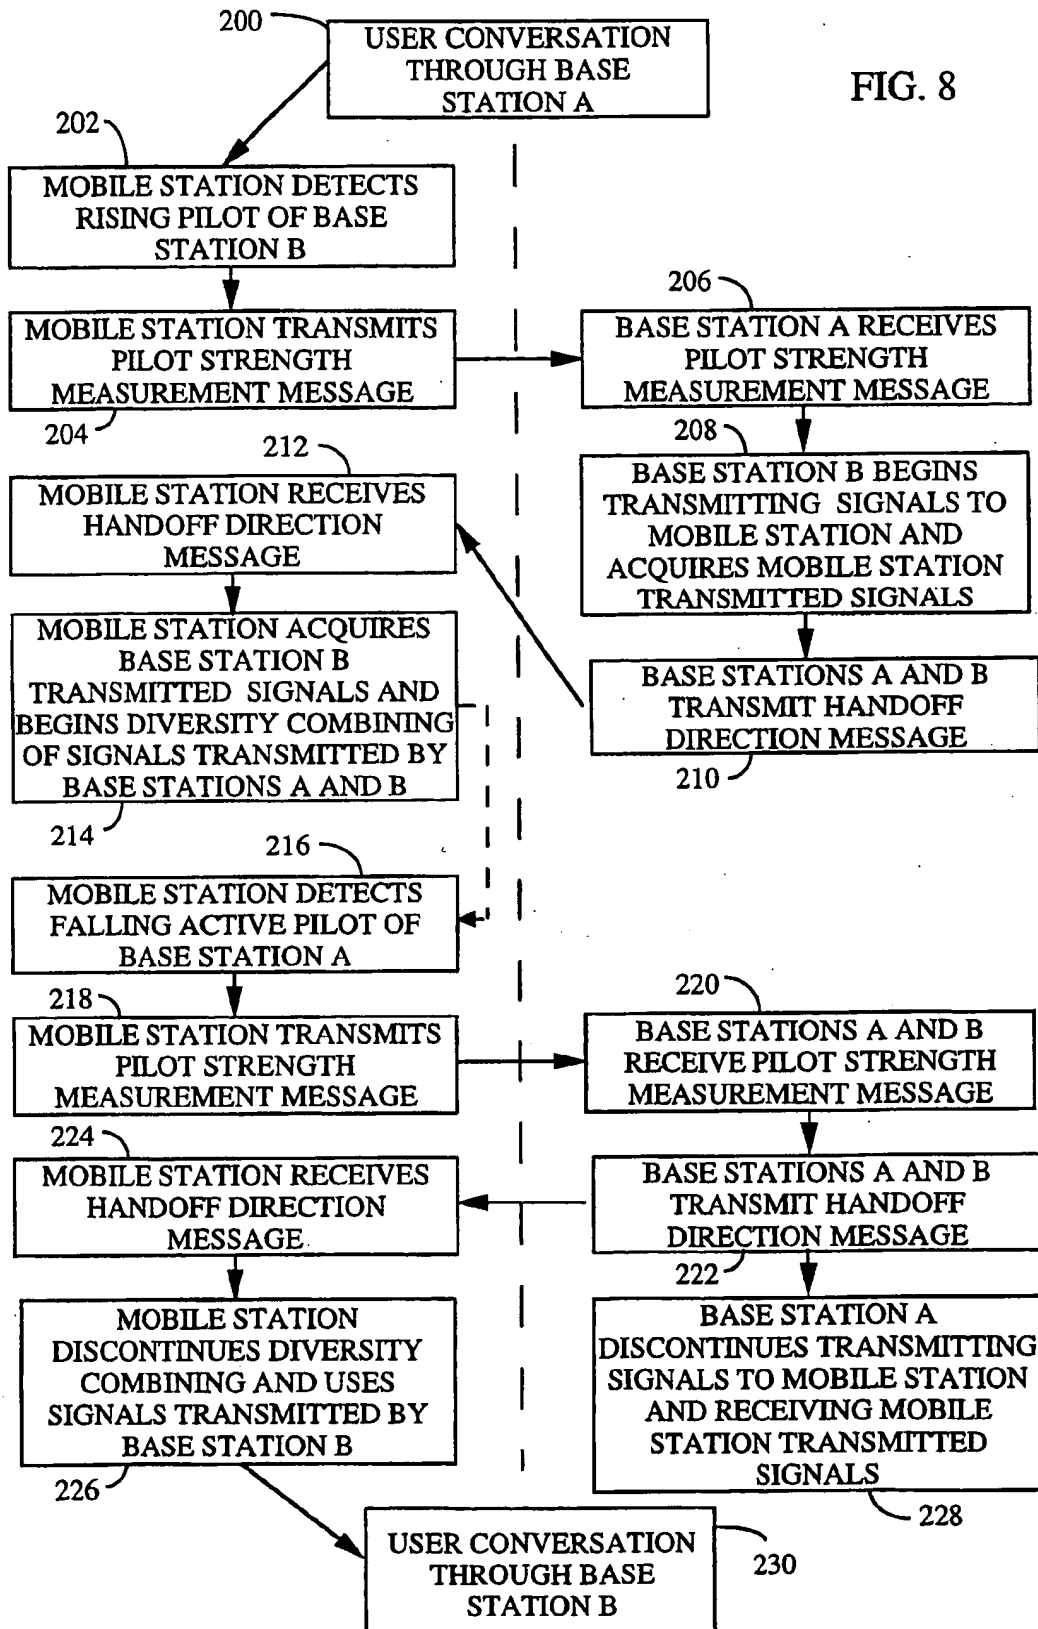 200
USER CONVERSATION
THROUGH BASE
STATION A
FIG. 8
202
MOBILE STATION DETECTS
RISING PILOT OF BASE
STATION B
MOBILE STATION TRANSMITS
PILOT STRENGTH
MEASUREMENT MESSAGE
204
206
BASE STATION A RECEIVES
PILOT STRENGTH
MEASUREMENT MESSAGE
208
BASE STATION B BEGINS
TRANSMITTING SIGNALS TO
MOBILE STATION AND
ACQUIRES MOBILE STATION
TRANSMITTED SIGNALS
BASE STATIONS A AND B
TRANSMIT HANDOFF
DIRECTION MESSAGE
210
212
MOBILE STATION RECEIVES
HANDOFF DIRECTION
MESSAGE
MOBILE STATION ACQUIRES
BASE STATION B
TRANSMITTED SIGNALS AND
BEGINS DIVERSITY COMBINING
OF SIGNALS TRANSMITTED BY
BASE STATIONS A AND B
214
216
MOBILE STATION DETECTS
FALLING ACTIVE PILOT OF
BASE STATION A
218
MOBILE STATION TRANSMITS
PILOT STRENGTH
MEASUREMENT MESSAGE
220
BASE STATIONS A AND B
RECEIVE PILOT STRENGTH
MEASUREMENT MESSAGE
BASE STATIONS A AND B
TRANSMIT HANDOFF
DIRECTION MESSAGE
222
224
MOBILE STATION RECEIVES
HANDOFF DIRECTION
MESSAGE
MOBILE STATION
DISCONTINUES DIVERSITY
COMBINING AND USES
SIGNALS TRANSMITTED BY
BASE STATION B
226
BASE STATION A
DISCONTINUES TRANSMITTING
SIGNALS TO MOBILE STATION
AND RECEIVING MOBILE
STATION TRANSMITTED
SIGNALS
228
USER CONVERSATION
THROUGH BASE
STATION B
230